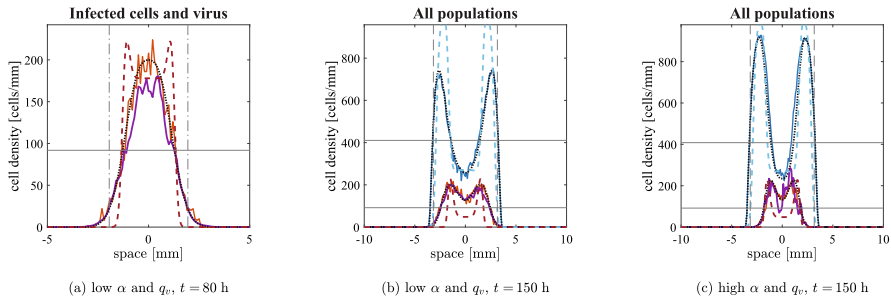 Infected cells and virus
cell density [cells/mm]
200
150
100
50
0
-5
0
5
space [mm]
(a) low α and q_v, t = 80 h
All populations
cell density [cells/mm]
800
600
400
200
0
-10
-5
0
5
10
space [mm]
(b) low α and q_v, t = 150 h
All populations
cell density [cells/mm]
800
600
400
200
0
-10
-5
0
5
10
space [mm]
(c) high α and q_v, t = 150 h